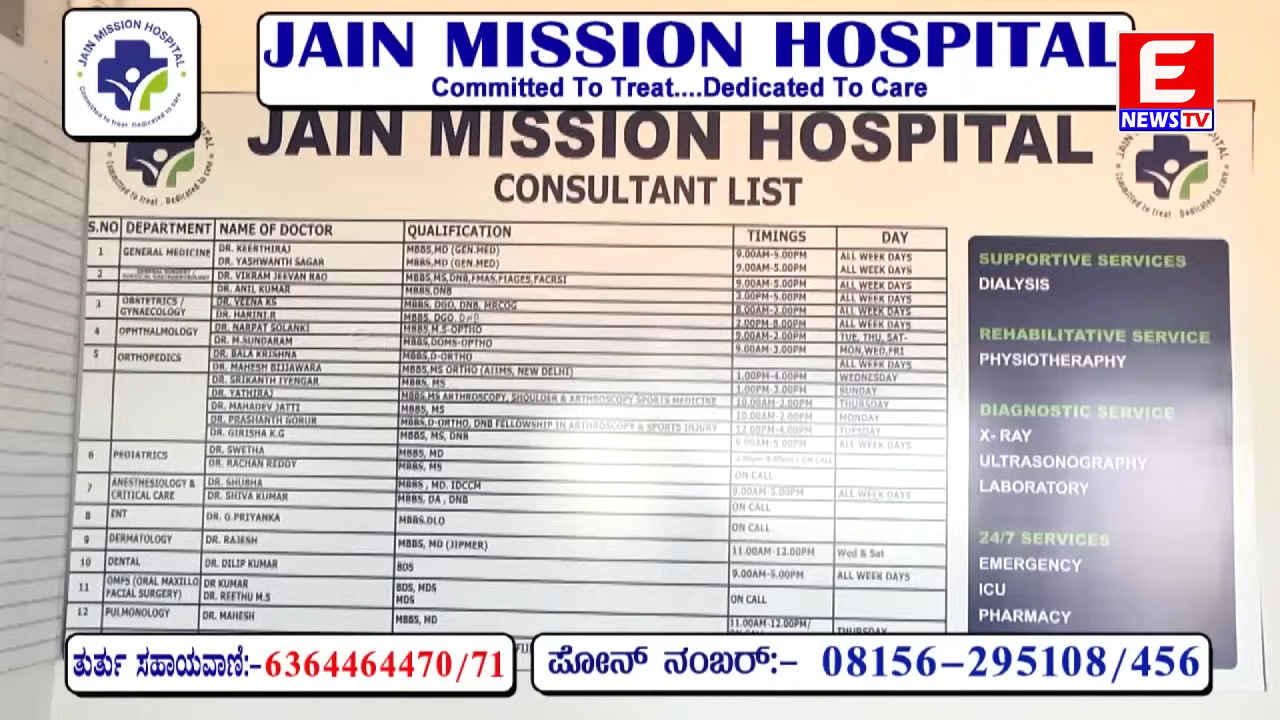 JAIN MISSION HOSPITAL
Committed To Treat....Dedicated To Care
JAIN MISSION HOSPITAL
Committed to treat. Dedicated to care
E
NEWSTV
JAIN MISSION HOSPITAL
CONSULTANT LIST
S.NO DEPARTMENT NAME OF DOCTOR QUALIFICATION TIMINGS DAY
1 GENERAL MEDICINE DR. KEERTHIRAJ MBBS,MD (GEN.MED) 9.00AM-5.00PM ALL WEEK DAYS
DR. YASHWANTH SAGAR MBBS,MD (GEN.MED) 9.00AM-5.00PM ALL WEEK DAYS
2 DR. VIKRAM JEEVAN RAO MBBS,MS,DNB,FMAS,FIAGES,FACRSI 9.00AM-5.00PM ALL WEEK DAYS
DR. ANIL KUMAR MBBS,DNB 3.00PM-5.00PM ALL WEEK DAYS
3 OBSTETRICS / GYNAECOLOGY DR. VEENA KS MBBS, DGO, DNB, MRCOG 8.00AM-2.00PM ALL WEEK DAYS
DR. HARINI.R MBBS, DGO, DNB 2.00PM-8.00PM ALL WEEK DAYS
4 OPHTHALMOLOGY DR. NARPAT SOLANKI MBBS,M.S-OPTHO 9.00AM-2.00PM TUE, THU, SAT-
DR. M.SUNDARAM MBBS,DOMS-OPTHO 9.00AM-3.00PM MON,WED,FRI
5 ORTHOPEDICS DR. BALA KRISHNA MBBS,D-ORTHO ALL WEEK DAYS
DR. MAHESH BIJJAWARA MBBS,MS ORTHO (AIIMS, NEW DELHI) 1.00PM-4.00PM WEDNESDAY
DR. SRIKANTH IYENGAR MBBS, MS 1.00PM-3.00PM SUNDAY
DR. YATHIRAJ MBBS,MS ARTHROSCOPY, SHOULDER & ARTHROSCOPY SPORTS MEDICINE 10.00AM-2.00PM THURSDAY
DR. MAHADEV JATTI MBBS, MS 10.00AM-2.00PM MONDAY
DR. PRASHANTH GORUR MBBS,D-ORTHO, DNB FELLOWSHIP IN ARTHROSCOPY & SPORTS INJURY 12.00PM-4.00PM TUESDAY
DR. GIRISHA K.G MBBS, MS, DNB 9.00AM-5.00PM ALL WEEK DAYS
6 PEDIATRICS DR. SWETHA MBBS, MD / ON CALL
DR. RACHAN REDDY MBBS, MS ON CALL
7 ANESTHESIOLOGY & CRITICAL CARE DR. SHUBHA MBBS , MD. IDCCM 9.00AM-5.00PM ALL WEEK DAYS
DR. SHIVA KUMAR MBBS, DA , DNB ON CALL
8 ENT DR. G.PRIYANKA MBBS.DLO ON CALL
9 DERMATOLOGY DR. RAJESH MBBS, MD (JIPMER) 11.00AM-12.00PM Wed & Sat
10 DENTAL DR. DILIP KUMAR BDS 9.00AM-5.00PM ALL WEEK DAYS
11 OMFS (ORAL MAXILLO FACIAL SURGERY) DR KUMAR BDS, MDS ON CALL
DR. REETHU M.S MDS
12 PULMONOLOGY DR. MAHESH MBBS, MD 11.00AM-12.00PM/ THURSDAY
SUPPORTIVE SERVICES
DIALYSIS
REHABILITATIVE SERVICE
PHYSIOTHERAPHY
DIAGNOSTIC SERVICE
X- RAY
ULTRASONOGRAPHY
LABORATORY
24/7 SERVICES
EMERGENCY
ICU
PHARMACY
ತುರ್ತು ಸಹಾಯವಾಣಿ:-6364464470/71
ಫೋನ್ ನಂಬರ್:- 08156-295108/456